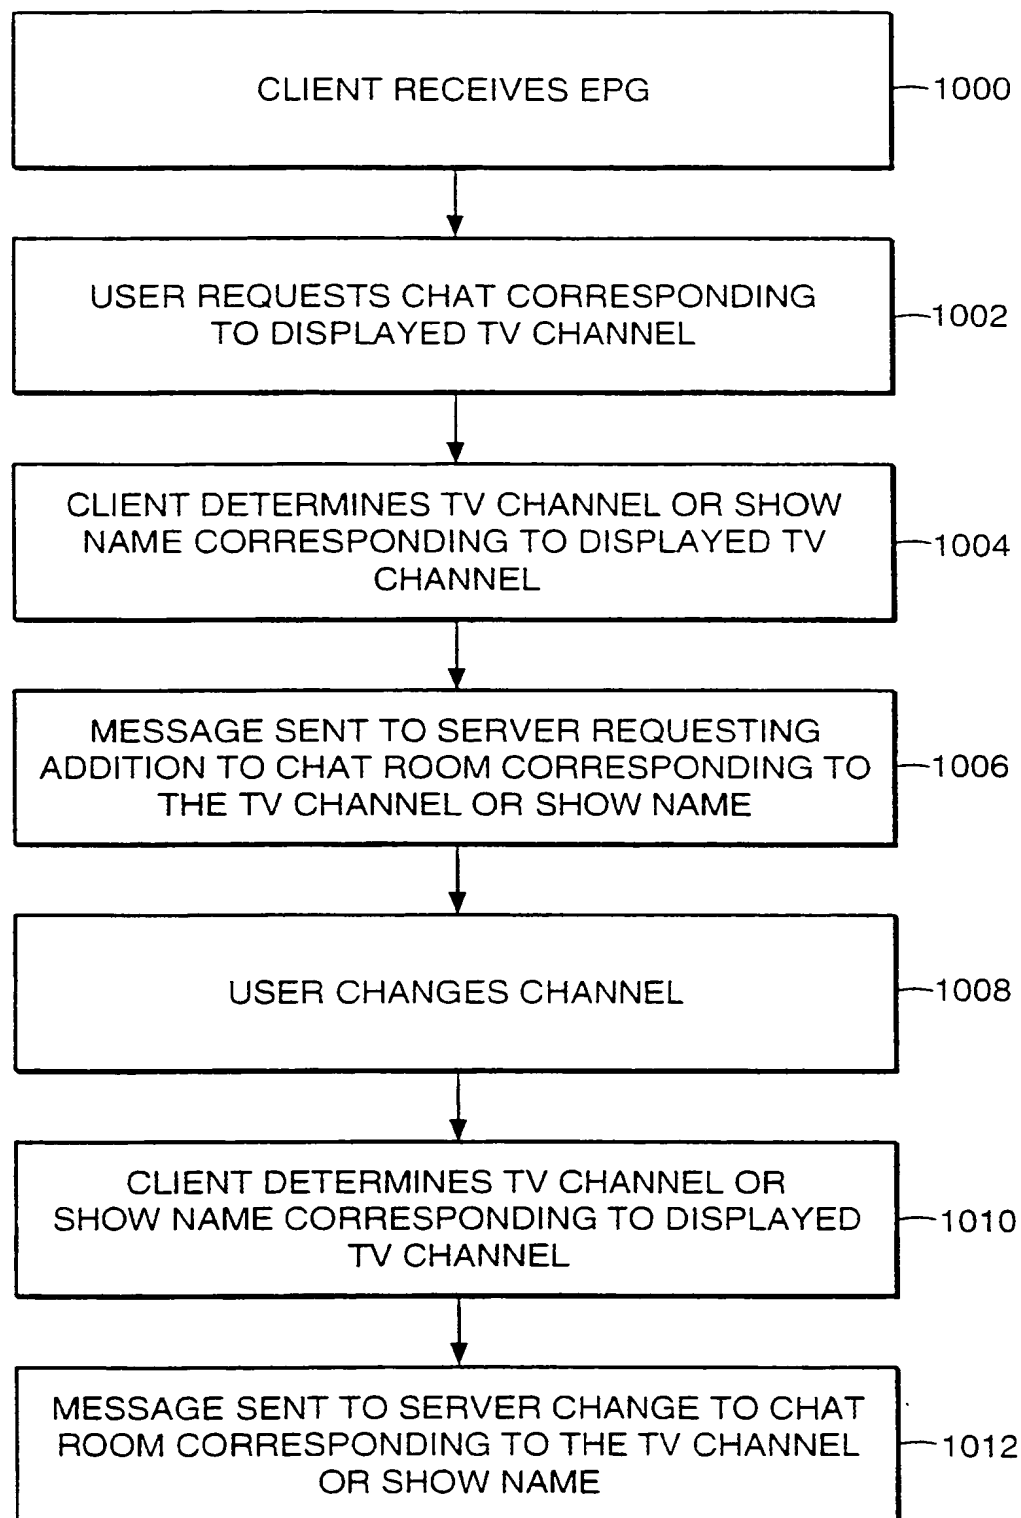 CLIENT RECEIVES EPG
1000
USER REQUESTS CHAT CORRESPONDING
TO DISPLAYED TV CHANNEL
1002
CLIENT DETERMINES TV CHANNEL OR SHOW
NAME CORRESPONDING TO DISPLAYED TV
CHANNEL
1004
MESSAGE SENT TO SERVER REQUESTING
ADDITION TO CHAT ROOM CORRESPONDING TO
THE TV CHANNEL OR SHOW NAME
1006
USER CHANGES CHANNEL
1008
CLIENT DETERMINES TV CHANNEL OR
SHOW NAME CORRESPONDING TO DISPLAYED
TV CHANNEL
1010
MESSAGE SENT TO SERVER CHANGE TO CHAT
ROOM CORRESPONDING TO THE TV CHANNEL
OR SHOW NAME
1012